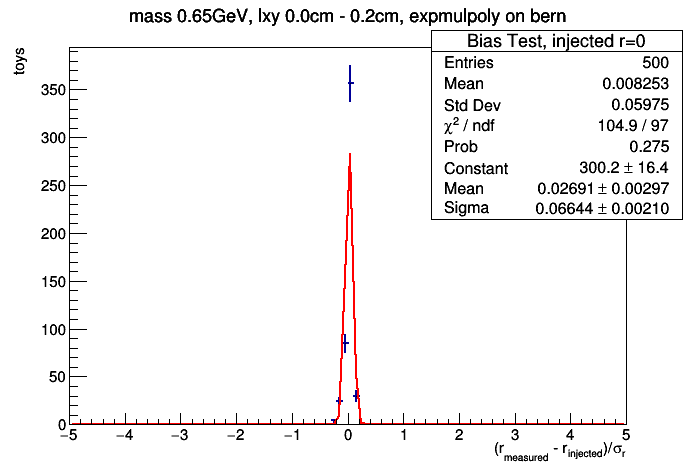 mass 0.65GeV, lxy 0.0cm - 0.2cm, expmulpoly on bern
Bias Test, injected r=0
Entries 500
Mean 0.008253
Std Dev 0.05975
χ² / ndf 104.9 / 97
Prob 0.275
Constant 300.2 ± 16.4
Mean 0.02691 ± 0.00297
Sigma 0.06644 ± 0.00210
toys
350
300
250
200
150
100
50
0
−5 −4 −3 −2 −1 0 1 2 3 4 5
(r_measured - r_injected)/σ_r